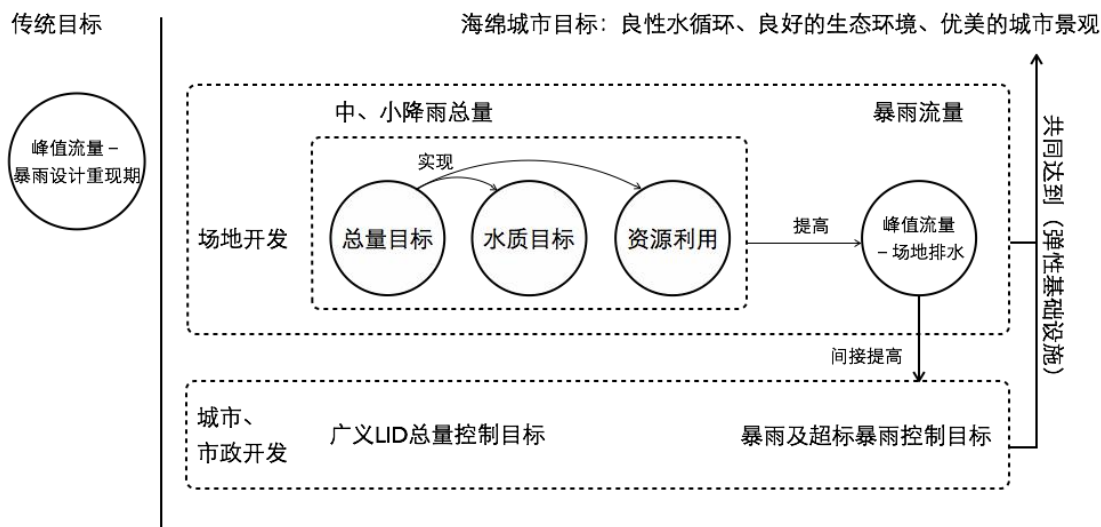 传统目标
海绵城市目标：良性水循环、良好的生态环境、优美的城市景观
峰值流量 –
暴雨设计重现期
中、小降雨总量
暴雨流量
实现
场地开发
总量目标
水质目标
资源利用
提高
峰值流量
– 场地排水
共同达到（弹性基础设施）
间接提高
城市、
市政开发
广义LID总量控制目标
暴雨及超标暴雨控制目标